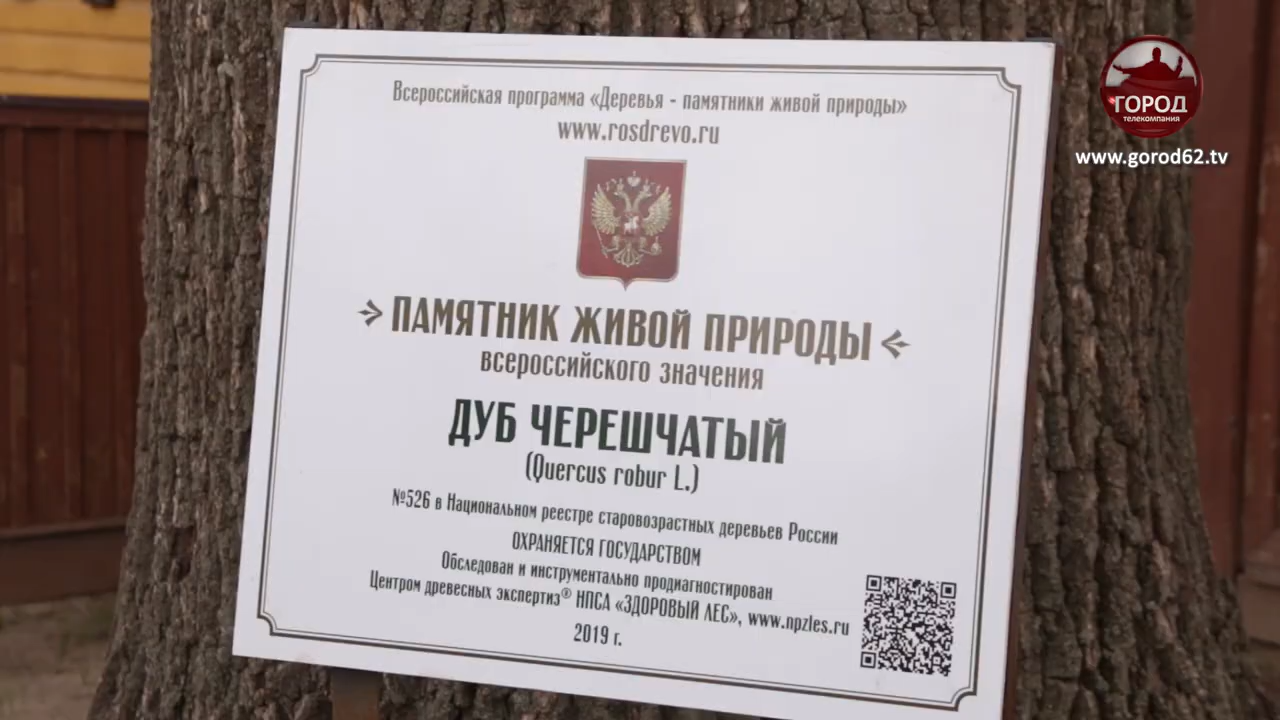 Всероссийская программа «Деревья - памятники живой природы»
www.rosdrevo.ru
ПАМЯТНИК ЖИВОЙ ПРИРОДЫ
всероссийского значения
ДУБ ЧЕРЕШЧАТЫЙ
(Quercus robur L.)
№526 в Национальном реестре старовозрастных деревьев России
ОХРАНЯЕТСЯ ГОСУДАРСТВОМ
Обследован и инструментально продиагностирован
Центром древесных экспертиз® НПСА «ЗДОРОВЫЙ ЛЕС», www.npzles.ru
2019 г.
ГОРОД
телекомпания
www.gorod62.tv